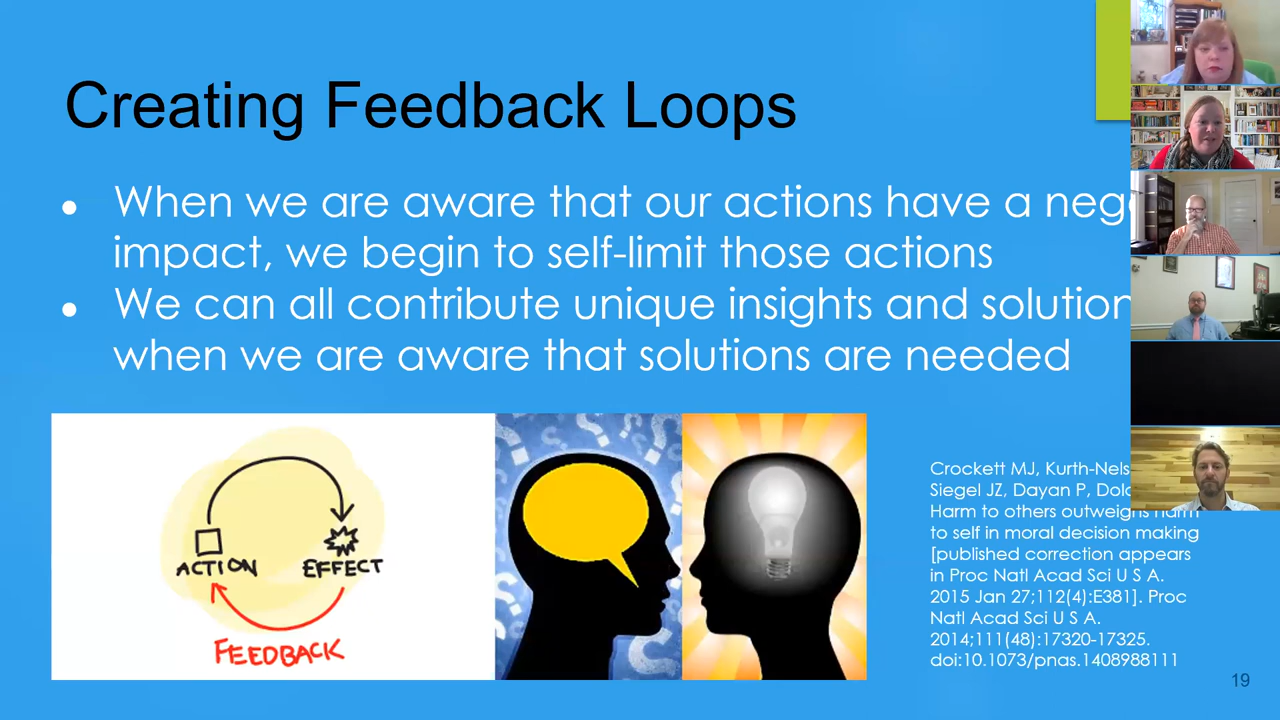 Creating Feedback Loops
● When we are aware that our actions have a neg
impact, we begin to self-limit those actions
● We can all contribute unique insights and solution
when we are aware that solutions are needed
ACTION EFFECT
FEEDBACK
Crockett MJ, Kurth-Nels
Siegel JZ, Dayan P, Dol
Harm to others outweighs harm
to self in moral decision making
[published correction appears
in Proc Natl Acad Sci U S A.
2015 Jan 27;112(4):E381]. Proc
Natl Acad Sci U S A.
2014;111(48):17320-17325.
doi:10.1073/pnas.1408988111
19